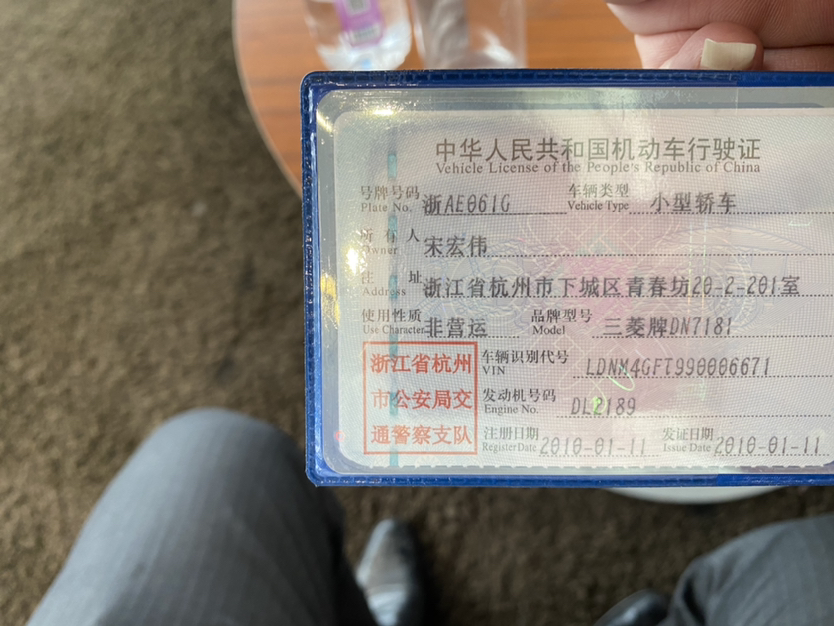 中华人民共和国机动车行驶证
Vehicle License of the People's Republic of China
号牌号码 浙AE061G 车辆类型 小型轿车
Plate No. Vehicle Type
所有人 宋宏伟
Owner
住址 浙江省杭州市下城区青春坊20-2-201室
Address
使用性质 非营运 品牌型号 三菱牌DN7181
Use Character Model
浙江省杭州 车辆识别代号 LDNM4GFT990006671
VIN
市公安局交 发动机号码 DL2189
Engine No.
通警察支队 注册日期 2010-01-11 发证日期 2010-01-11
Register Date Issue Date